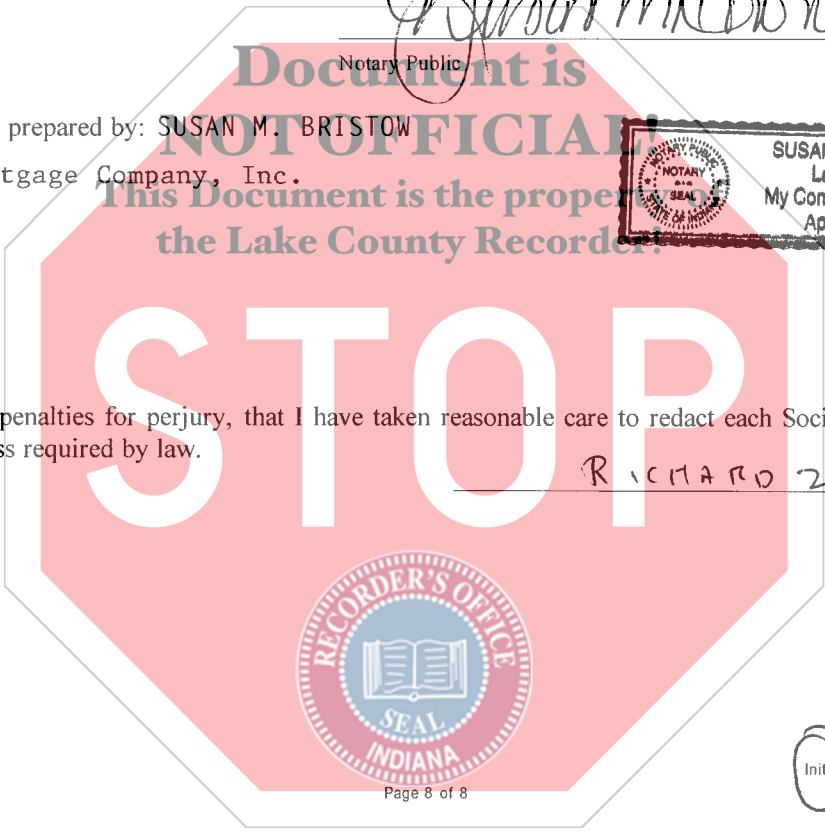 Document is
Notary Public
prepared by: SUSAN M. BRISTOW
NOT OFFICIAL!
tgage Company, Inc.
This Document is the property of
the Lake County Recorder!
NOTARY PUBLIC
NOTARY
SEAL
STATE OF INDIANA
SUSAN
Le
My Com
Ap
STOP
penalties for perjury, that I have taken reasonable care to redact each Soci
ss required by law.
RICHARD Z
RECORDER'S OFFICE
SEAL
INDIANA
Page 8 of 8
Init